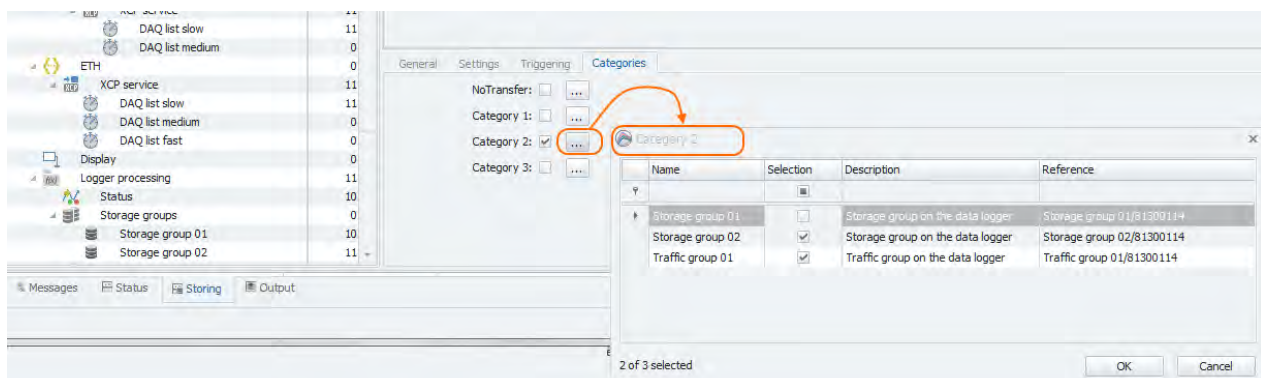 XCP service 11
DAQ list slow 11
DAQ list medium 0
ETH 0
XCP service 11
DAQ list slow 11
DAQ list medium 0
DAQ list fast 0
Display 0
Logger processing 11
Status 10
Storage groups 0
Storage group 01 10
Storage group 02 11
General Settings Triggering Categories
NoTransfer: ...
Category 1: ...
Category 2: ...
Category 3: ...
Category 2
Name Selection Description Reference
Storage group 01 Storage group on the data logger Storage group 01/81300114
Storage group 02 Storage group on the data logger Storage group 02/81300114
Traffic group 01 Traffic group on the data logger Traffic group 01/81300114
2 of 3 selected OK Cancel
Messages Status Storing Output